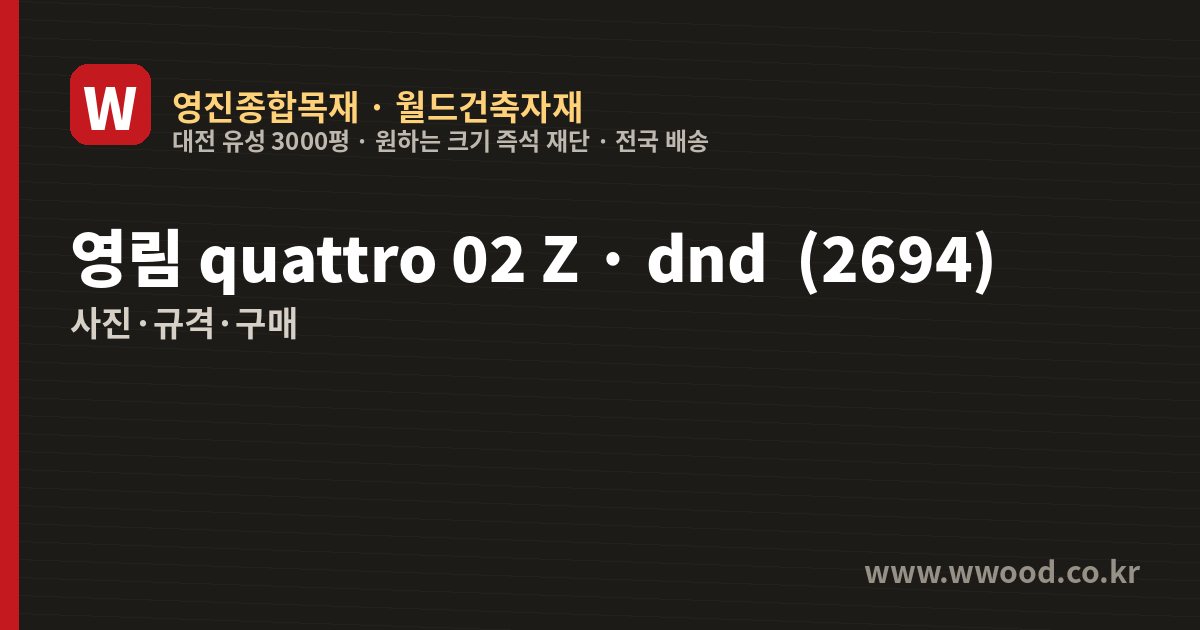 W
영진종합목재 · 월드건축자재
대전 유성 3000평 · 원하는 크기 즉석 재단 · 전국 배송
영림 quattro 02 Z · dnd (2694)
사진·규격·구매
www.wwood.co.kr